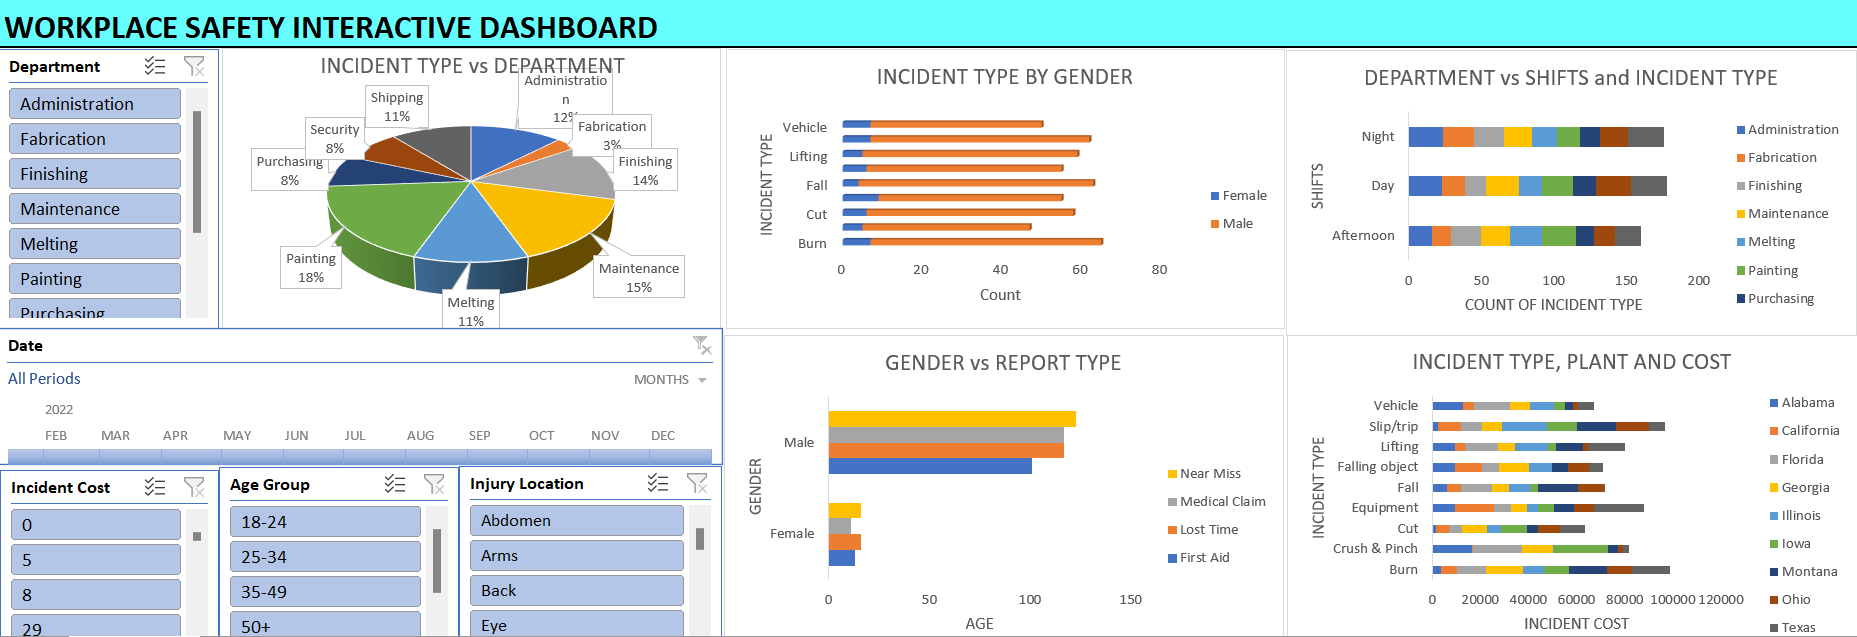 WORKPLACE SAFETY INTERACTIVE DASHBOARD
Department
Administration
Fabrication
Finishing
Maintenance
Melting
Painting
Purchasing
INCIDENT TYPE vs DEPARTMENT
Administratio
n
12%
Shipping
11%
Fabrication
3%
Security
8%
Finishing
14%
Purchasing
8%
Painting
18%
Maintenance
15%
Melting
11%
INCIDENT TYPE BY GENDER
INCIDENT TYPE
Vehicle
Lifting
Fall
Cut
Burn
0 20 40 60 80
Count
Female
Male
DEPARTMENT vs SHIFTS and INCIDENT TYPE
SHIFTS
Night
Day
Afternoon
0 50 100 150 200
COUNT OF INCIDENT TYPE
Administration
Fabrication
Finishing
Maintenance
Melting
Painting
Purchasing
Date
All Periods
MONTHS
2022
FEB MAR APR MAY JUN JUL AUG SEP OCT NOV DEC
Incident Cost
0
5
8
29
Age Group
18-24
25-34
35-49
50+
Injury Location
Abdomen
Arms
Back
Eye
GENDER vs REPORT TYPE
GENDER
Male
Female
0 50 100 150
AGE
Near Miss
Medical Claim
Lost Time
First Aid
INCIDENT TYPE, PLANT AND COST
INCIDENT TYPE
Vehicle
Slip/trip
Lifting
Falling object
Fall
Equipment
Cut
Crush & Pinch
Burn
0 20000 40000 60000 80000 100000 120000
INCIDENT COST
Alabama
California
Florida
Georgia
Illinois
Iowa
Montana
Ohio
Texas